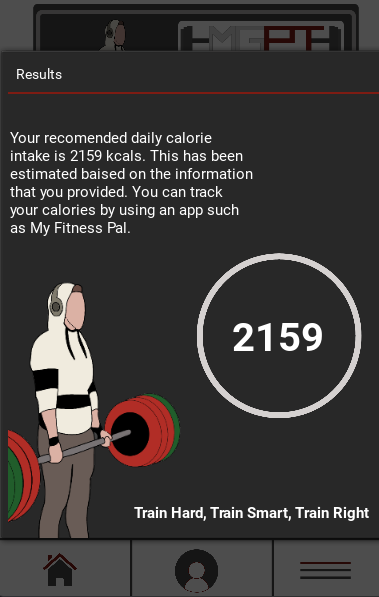 MGPT
Results
Your recomended daily calorie
intake is 2159 kcals. This has been
estimated baised on the information
that you provided. You can track
your calories by using an app such
as My Fitness Pal.
2159
Train Hard, Train Smart, Train Right